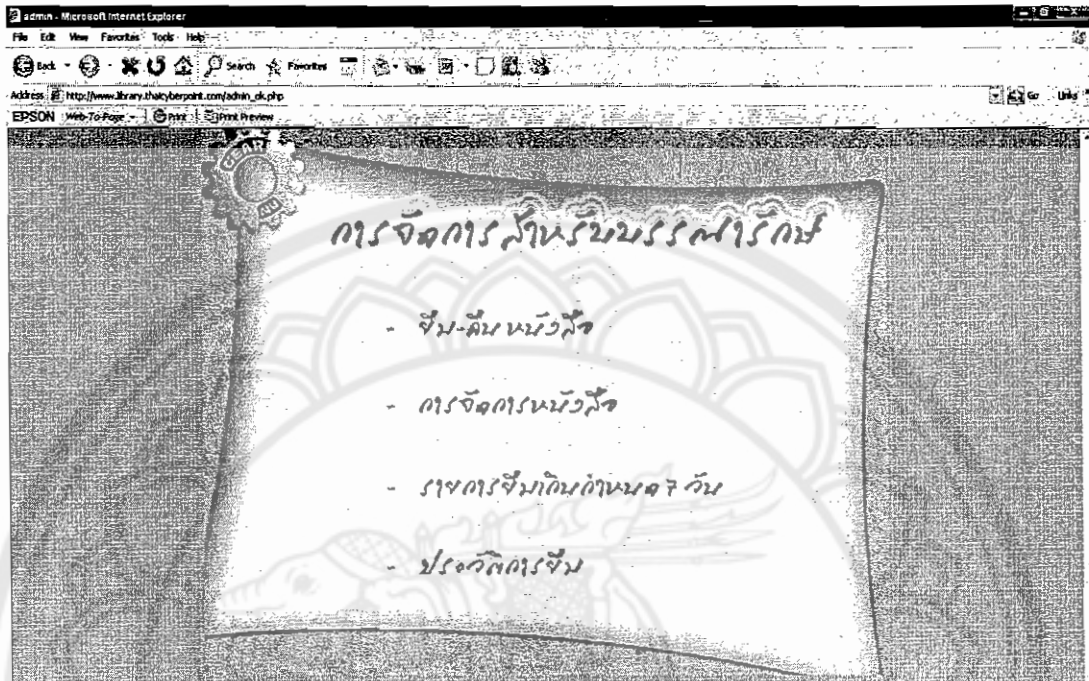 admin - Microsoft Internet Explorer
File Edit View Favorites Tools Help
Back Search Favorites
Address http://www.library.thaicyberpoint.com/admin_ok.php Go Links
EPSON Web-To-Page Print Print Preview
การจัดการสำหรับบรรณารักษ์
- ยืม-คืน หนังสือ
- การจัดการหนังสือ
- รายการยืมเกินกำหนด 7 วัน
- ประวัติการยืม